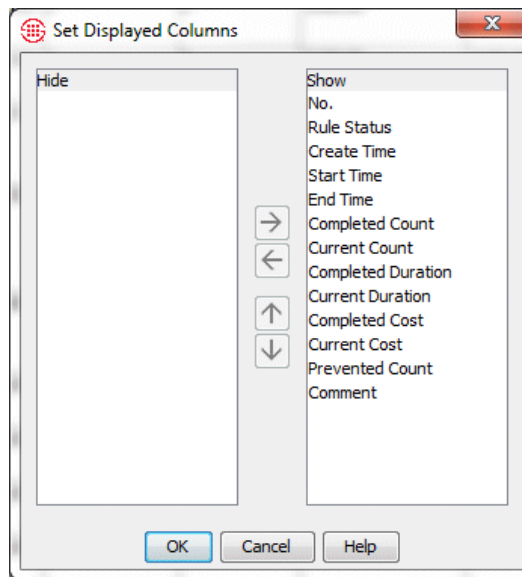 Set Displayed Columns
Hide
Show
No.
Rule Status
Create Time
Start Time
End Time
Completed Count
Current Count
Completed Duration
Current Duration
Completed Cost
Current Cost
Prevented Count
Comment
OK
Cancel
Help